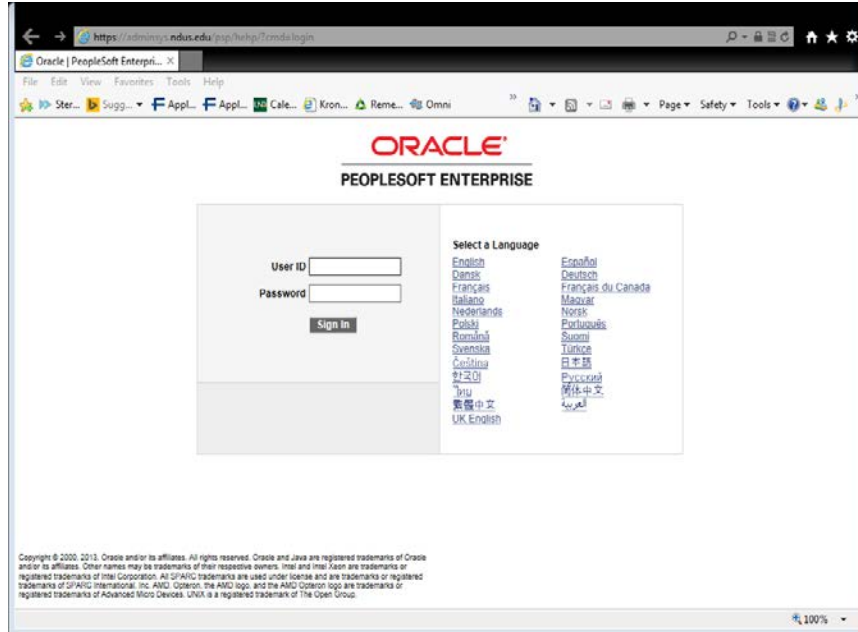 https://adminsys.ndus.edu/psp/hehp/?cmd=login
Oracle | PeopleSoft Enterpri...
File Edit View Favorites Tools Help
Ster... Sugg... Appl... Appl... Cale... Kron... Reme... Omni Page Safety Tools
ORACLE
PEOPLESOFT ENTERPRISE
User ID
Password
Sign In
Select a Language
English Español
Dansk Deutsch
Français Français du Canada
Italiano Magyar
Nederlands Norsk
Polski Português
Română Suomi
Svenska Türkçe
Čeština 日本語
한국어 Русский
ไทย 简体中文
繁體中文 العربية
UK English
Copyright © 2000, 2013, Oracle and/or its affiliates. All rights reserved. Oracle and Java are registered trademarks of Oracle
and/or its affiliates. Other names may be trademarks of their respective owners. Intel and Intel Xeon are trademarks or
registered trademarks of Intel Corporation. All SPARC trademarks are used under license and are trademarks or registered
trademarks of SPARC International, Inc. AMD, Opteron, the AMD logo, and the AMD Opteron logo are trademarks or
registered trademarks of Advanced Micro Devices. UNIX is a registered trademark of The Open Group.
100%